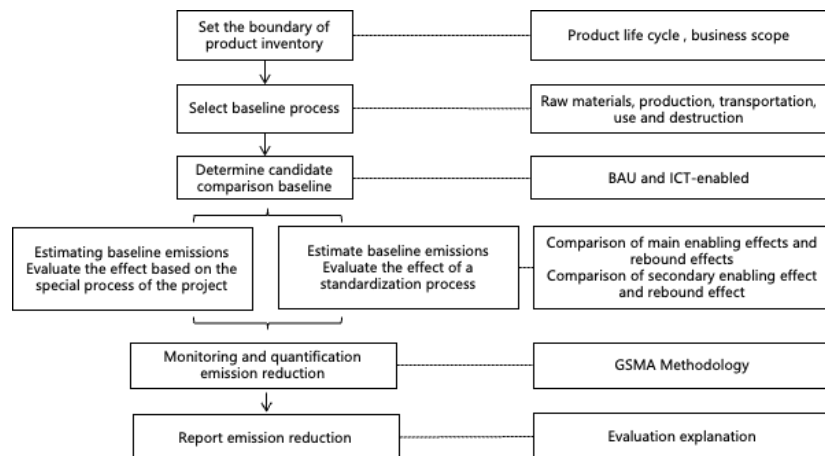 Set the boundary of
product inventory
Product life cycle , business scope
Select baseline process
Raw materials, production, transportation,
use and destruction
Determine candidate
comparison baseline
BAU and ICT-enabled
Estimating baseline emissions
Evaluate the effect based on the
special process of the project
Estimate baseline emissions
Evaluate the effect of a
standardization process
Comparison of main enabling effects and
rebound effects
Comparison of secondary enabling effect
and rebound effect
Monitoring and quantification
emission reduction
GSMA Methodology
Report emission reduction
Evaluation explanation